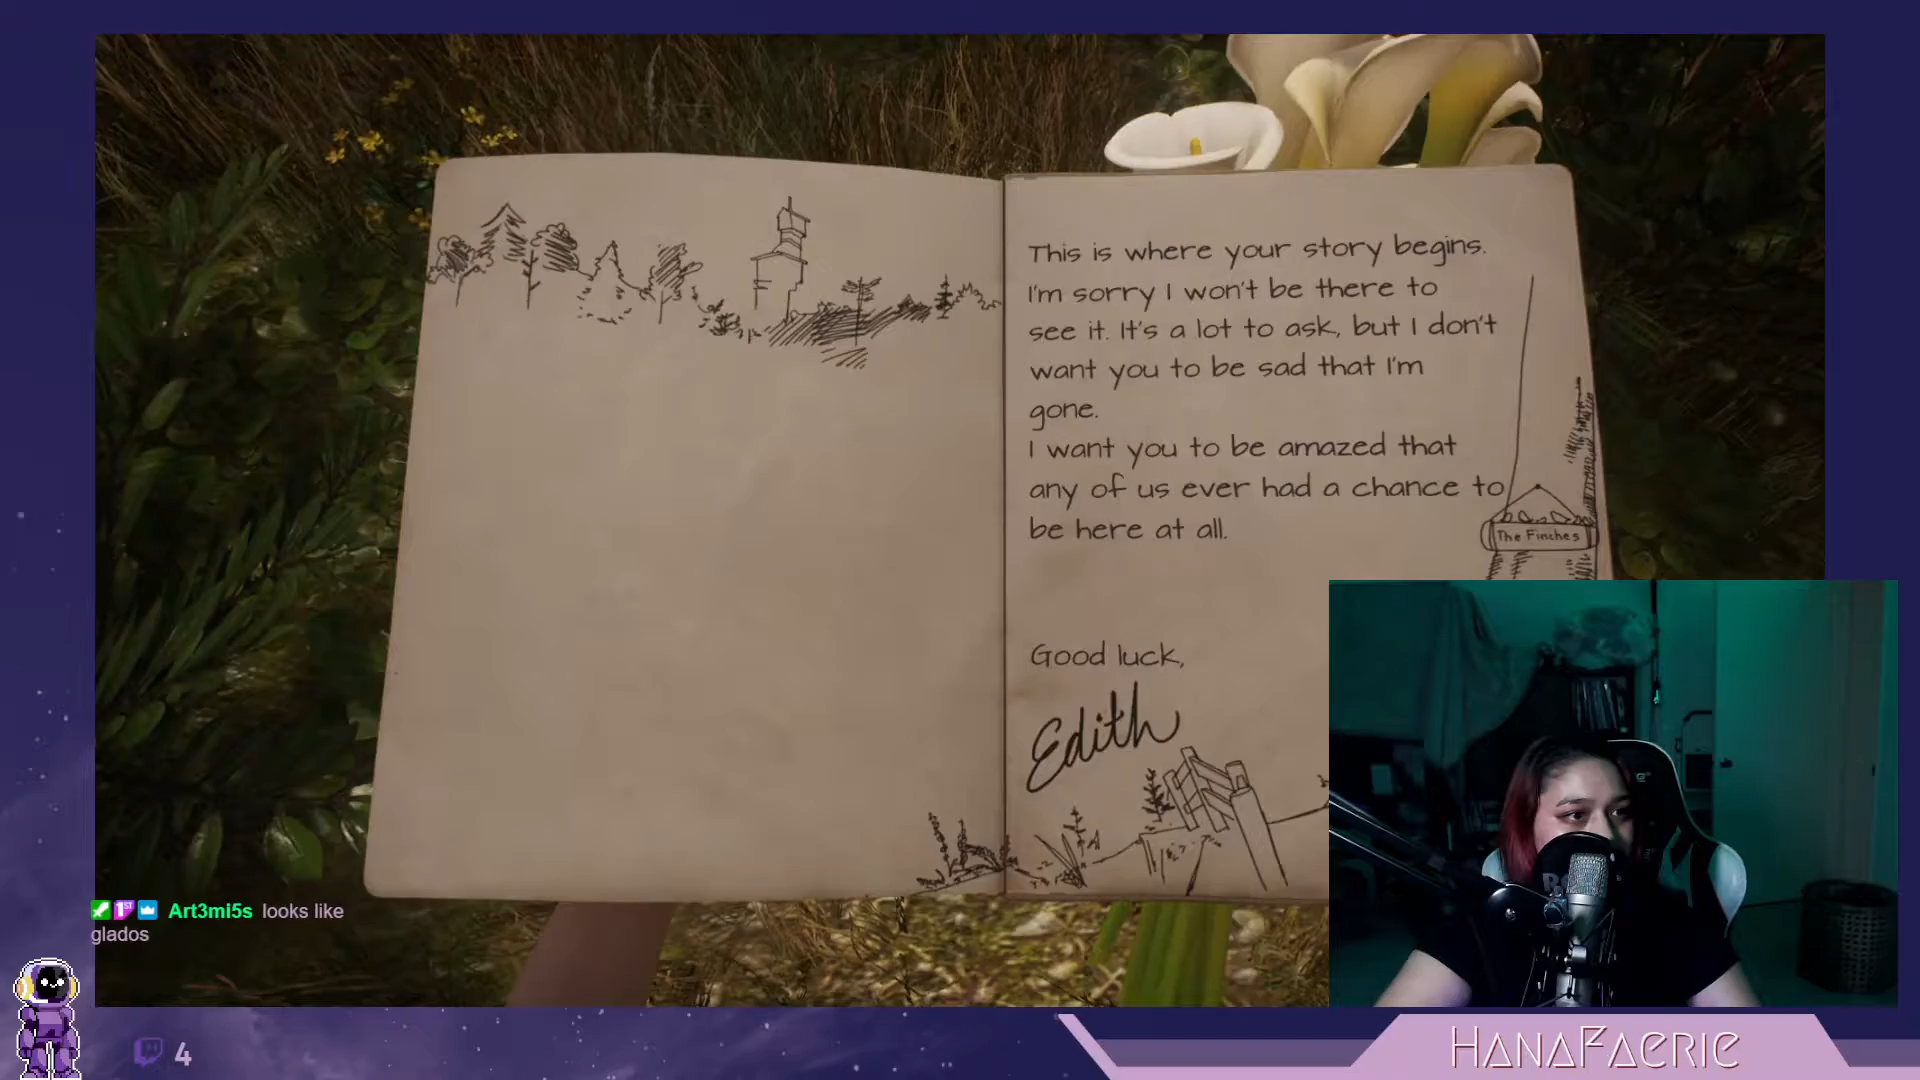 This is where your story begins.
I'm sorry I won't be there to
see it. It's a lot to ask, but I don't
want you to be sad that I'm
gone.
I want you to be amazed that
any of us ever had a chance to
be here at all.
The Finches
Good luck,
Edith
Art3mi5s looks like
glados
4
HANAFAERIE